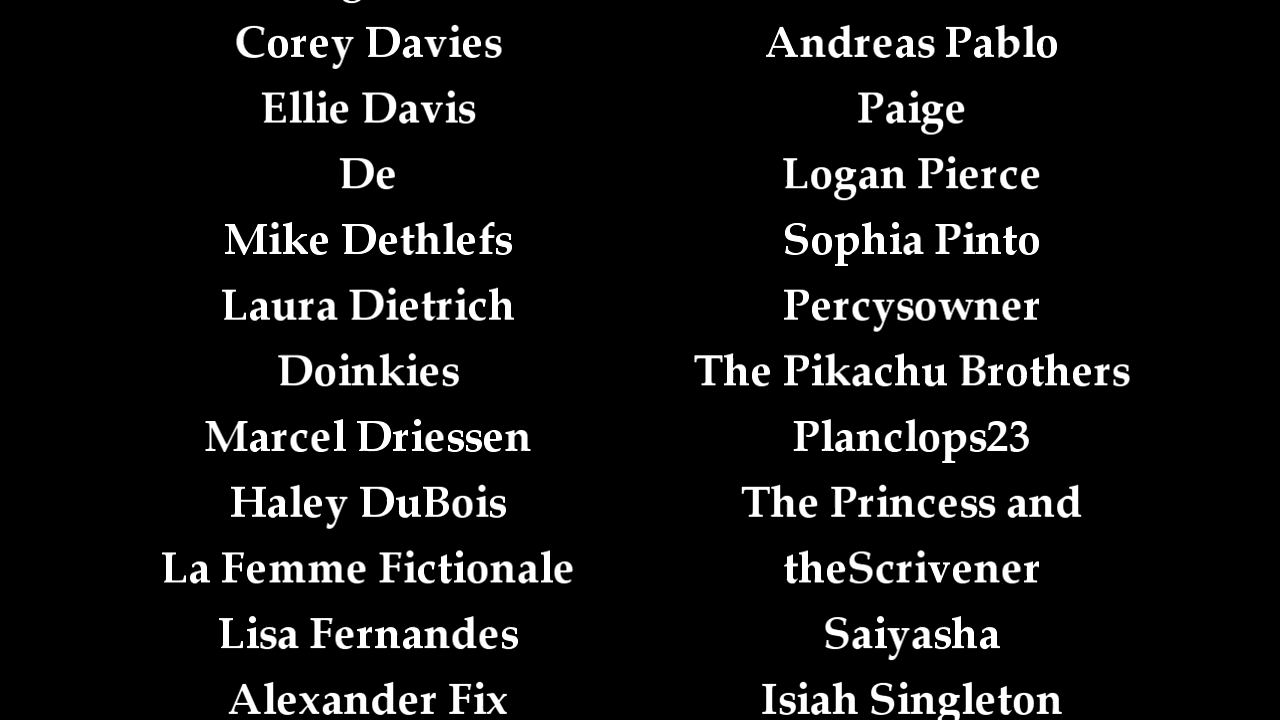 Corey Davies
Ellie Davis
De
Mike Dethlefs
Laura Dietrich
Doinkies
Marcel Driessen
Haley DuBois
La Femme Fictionale
Lisa Fernandes
Alexander Fix
Andreas Pablo
Paige
Logan Pierce
Sophia Pinto
Percysowner
The Pikachu Brothers
Planclops23
The Princess and
theScrivener
Saiyasha
Isiah Singleton